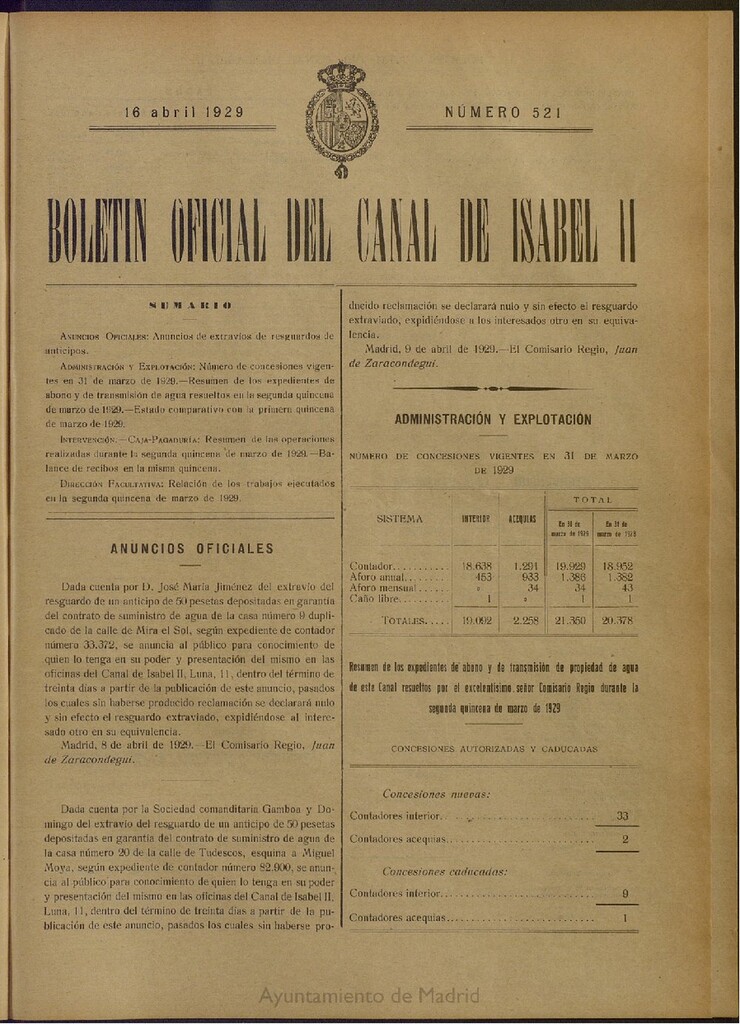 16 abril 1929
NÚMERO 521
BOLETIN OFICIAL DEL CANAL DE ISABEL II
SUMARIO
ANUNCIOS OFICIALES: Anuncios de extravíos de resguardos de
anticipos.
ADMINISTRACIÓN Y EXPLOTACIÓN: Número de concesiones vigen-
tes en 31 de marzo de 1929.—Resumen de los expedientes de
abono y de transmisión de agua resueltos en la segunda quincena
de marzo de 1929.—Estado comparativo con la primera quincena
de marzo de 1929.
INTERVENCIÓN.—CAJA-PAGADURÍA: Resumen de las operaciones
realizadas durante la segunda quincena de marzo de 1929.—Ba-
lance de recibos en la misma quincena.
DIRECCIÓN FACULTATIVA: Relación de los trabajos ejecutados
en la segunda quincena de marzo de 1929.
ANUNCIOS OFICIALES
Dada cuenta por D. José María Jiménez del extravío del
resguardo de un anticipo de 50 pesetas depositadas en garantía
del contrato de suministro de agua de la casa número 9 dupli-
cado de la calle de Mira el Sol, según expediente de contador
número 33.372, se anuncia al público para conocimiento de
quien lo tenga en su poder y presentación del mismo en las
oficinas del Canal de Isabel II, Luna, 11, dentro del término de
treinta días a partir de la publicación de este anuncio, pasados
los cuales sin haberse producido reclamación se declarará nulo
y sin efecto el resguardo extraviado, expidiéndose al intere-
sado otro en su equivalencia.
Madrid, 8 de abril de 1929.—El Comisario Regio, Juan
de Zaracondegui.
Dada cuenta por la Sociedad comanditaria Gamboa y Do-
mingo del extravío del resguardo de un anticipo de 50 pesetas
depositadas en garantía del contrato de suministro de agua de
la casa número 20 de la calle de Tudescos, esquina a Miguel
Moya, según expediente de contador número 82.900, se anun-
cia al público para conocimiento de quien lo tenga en su poder
y presentación del mismo en las oficinas del Canal de Isabel II,
Luna, 11, dentro del término de treinta días a partir de la pu-
blicación de este anuncio, pasados los cuales sin haberse pro-
ducido reclamación se declarará nulo y sin efecto el resguardo
extraviado, expidiéndose a los interesados otro en su equiva-
lencia.
Madrid, 9 de abril de 1929.—El Comisario Regio, Juan
de Zaracondegui.
ADMINISTRACIÓN Y EXPLOTACIÓN
NÚMERO DE CONCESIONES VIGENTES EN 31 DE MARZO
DE 1929
TOTAL
SISTEMA INTERIOR ACEQUIAS En 31 de marzo de 1929 En 31 de marzo de 1928
Contador........... 18.638 1.291 19.929 18.952
Aforo anual........ 453 933 1.386 1.382
Aforo mensual...... » 34 34 43
Caño libre......... 1 » 1 1
TOTALES..... 19.092 2.258 21.350 20.378
Resumen de los expedientes de abono y de transmisión de propiedad de agua
de este Canal resueltos por el excelentísimo señor Comisario Regio durante la
segunda quincena de marzo de 1929
CONCESIONES AUTORIZADAS Y CADUCADAS
Concesiones nuevas:
Contadores interior............................ 33
Contadores acequias........................... 2
Concesiones caducadas:
Contadores interior............................ 9
Contadores acequias........................... 1
Ayuntamiento de Madrid